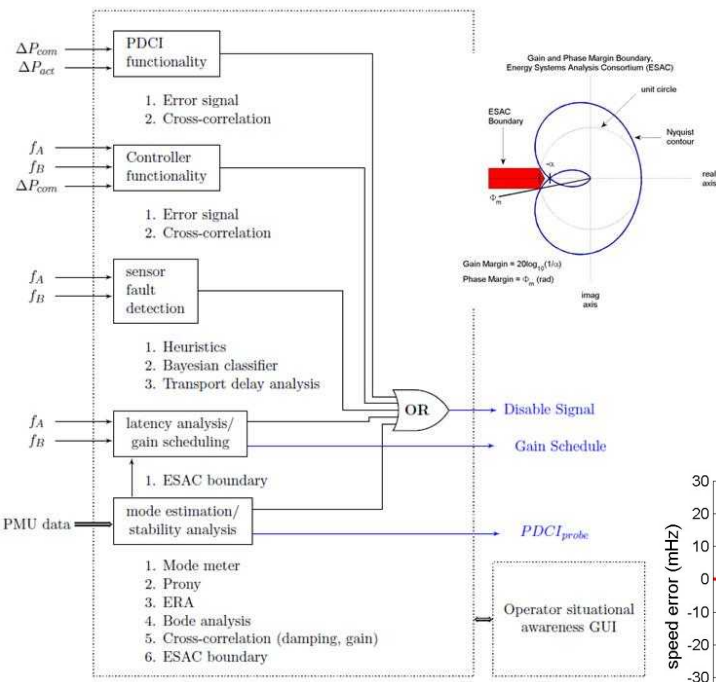 ΔP_com
ΔP_act
PDCI
functionality
1. Error signal
2. Cross-correlation
f_A
f_B
ΔP_com
Controller
functionality
1. Error signal
2. Cross-correlation
f_A
f_B
sensor
fault
detection
1. Heuristics
2. Bayesian classifier
3. Transport delay analysis
f_A
f_B
latency analysis/
gain scheduling
1. ESAC boundary
PMU data
mode estimation/
stability analysis
1. Mode meter
2. Prony
3. ERA
4. Bode analysis
5. Cross-correlation (damping, gain)
6. ESAC boundary
OR
Disable Signal
Gain Schedule
PDCI_probe
Operator situational
awareness GUI
Gain and Phase Margin Boundary,
Energy Systems Analysis Consortium (ESAC)
unit circle
ESAC
Boundary
Nyquist
contour
-α
real
axis
Φ_m
Gain Margin = 20log_10(1/α)
Phase Margin = Φ_m (rad)
imag
axis
speed error (mHz)
30
20
10
0
-10
-20
-30